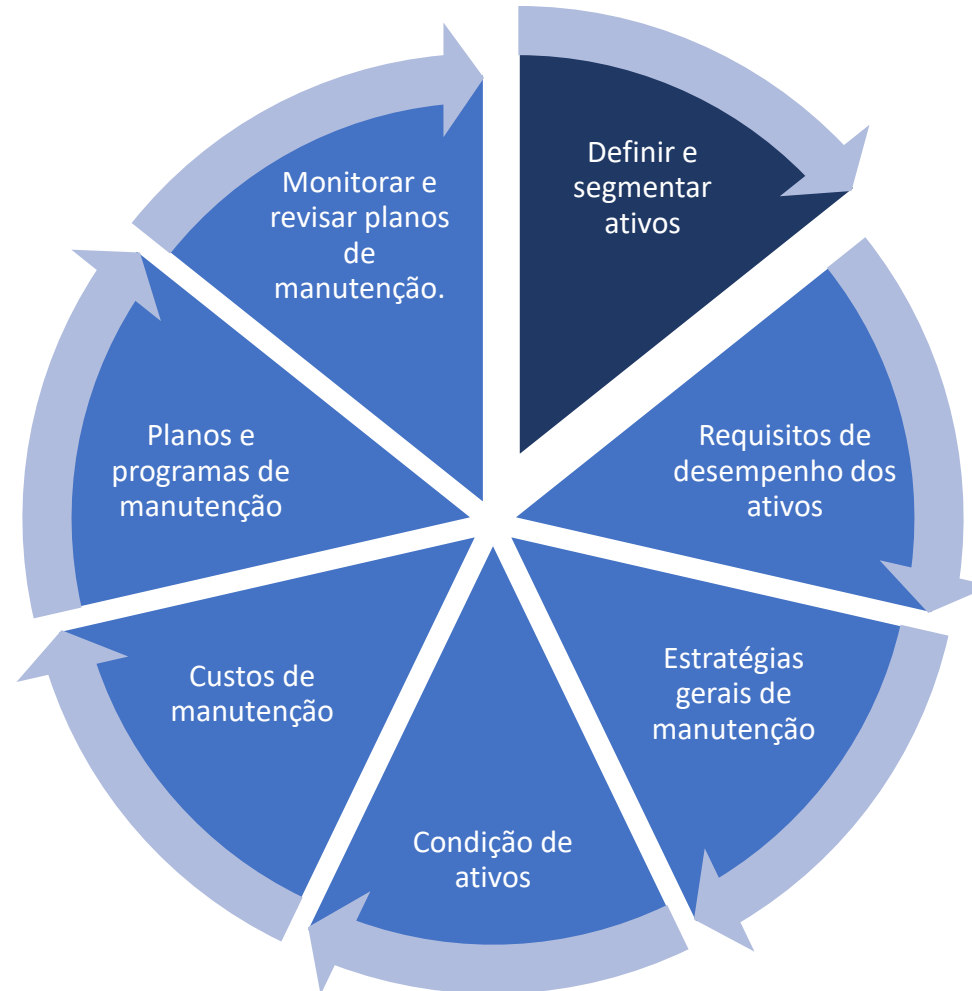 Definir e
segmentar
ativos
Requisitos de
desempenho dos
ativos
Estratégias
gerais de
manutenção
Condição de
ativos
Custos de
manutenção
Planos e
programas de
manutenção
Monitorar e
revisar planos
de
manutenção.